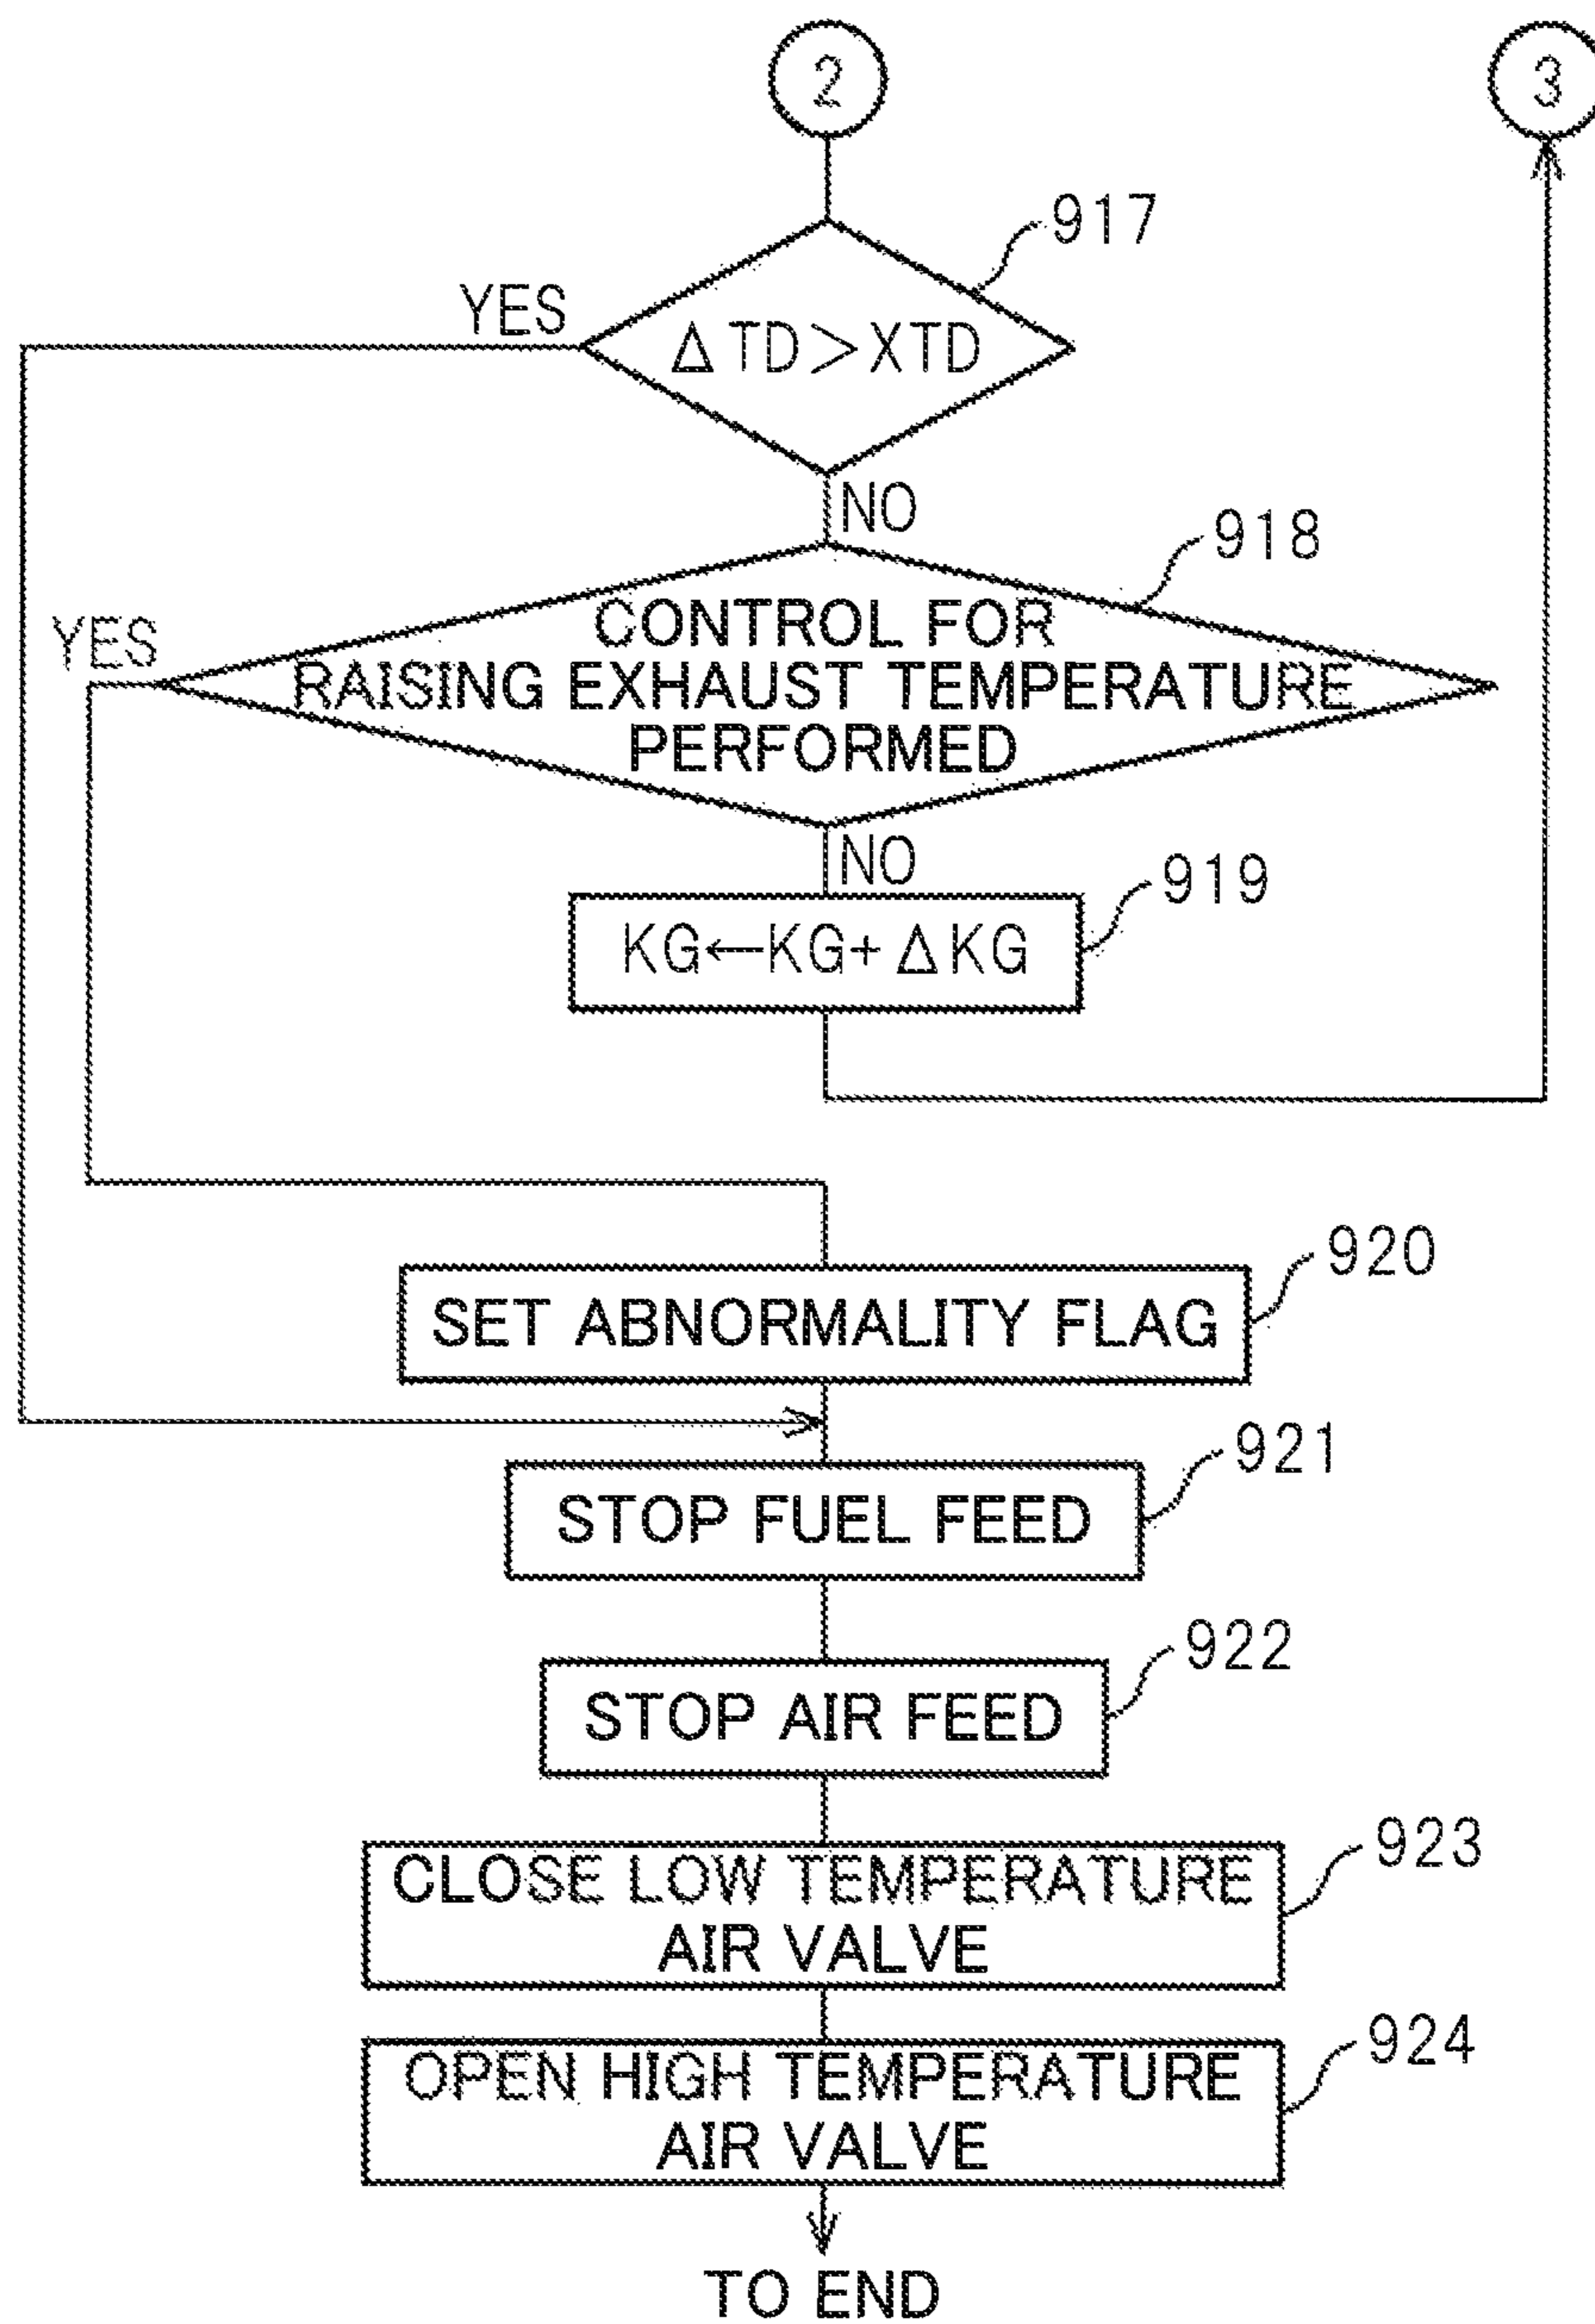 2
3
917
YES
Δ TD>XTD
NO
918
YES
CONTROL FOR
RAISING EXHAUST TEMPERATURE
PERFORMED
NO
919
KG←KG+ Δ KG
920
SET ABNORMALITY FLAG
921
STOP FUEL FEED
922
STOP AIR FEED
923
CLOSE LOW TEMPERATURE
AIR VALVE
924
OPEN HIGH TEMPERATURE
AIR VALVE
TO END